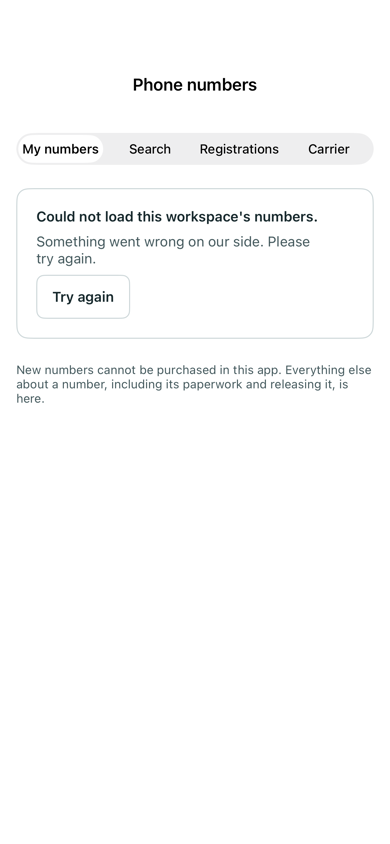 Phone numbers
My numbers
Search
Registrations
Carrier
Could not load this workspace's numbers.
Something went wrong on our side. Please
try again.
Try again
New numbers cannot be purchased in this app. Everything else
about a number, including its paperwork and releasing it, is
here.